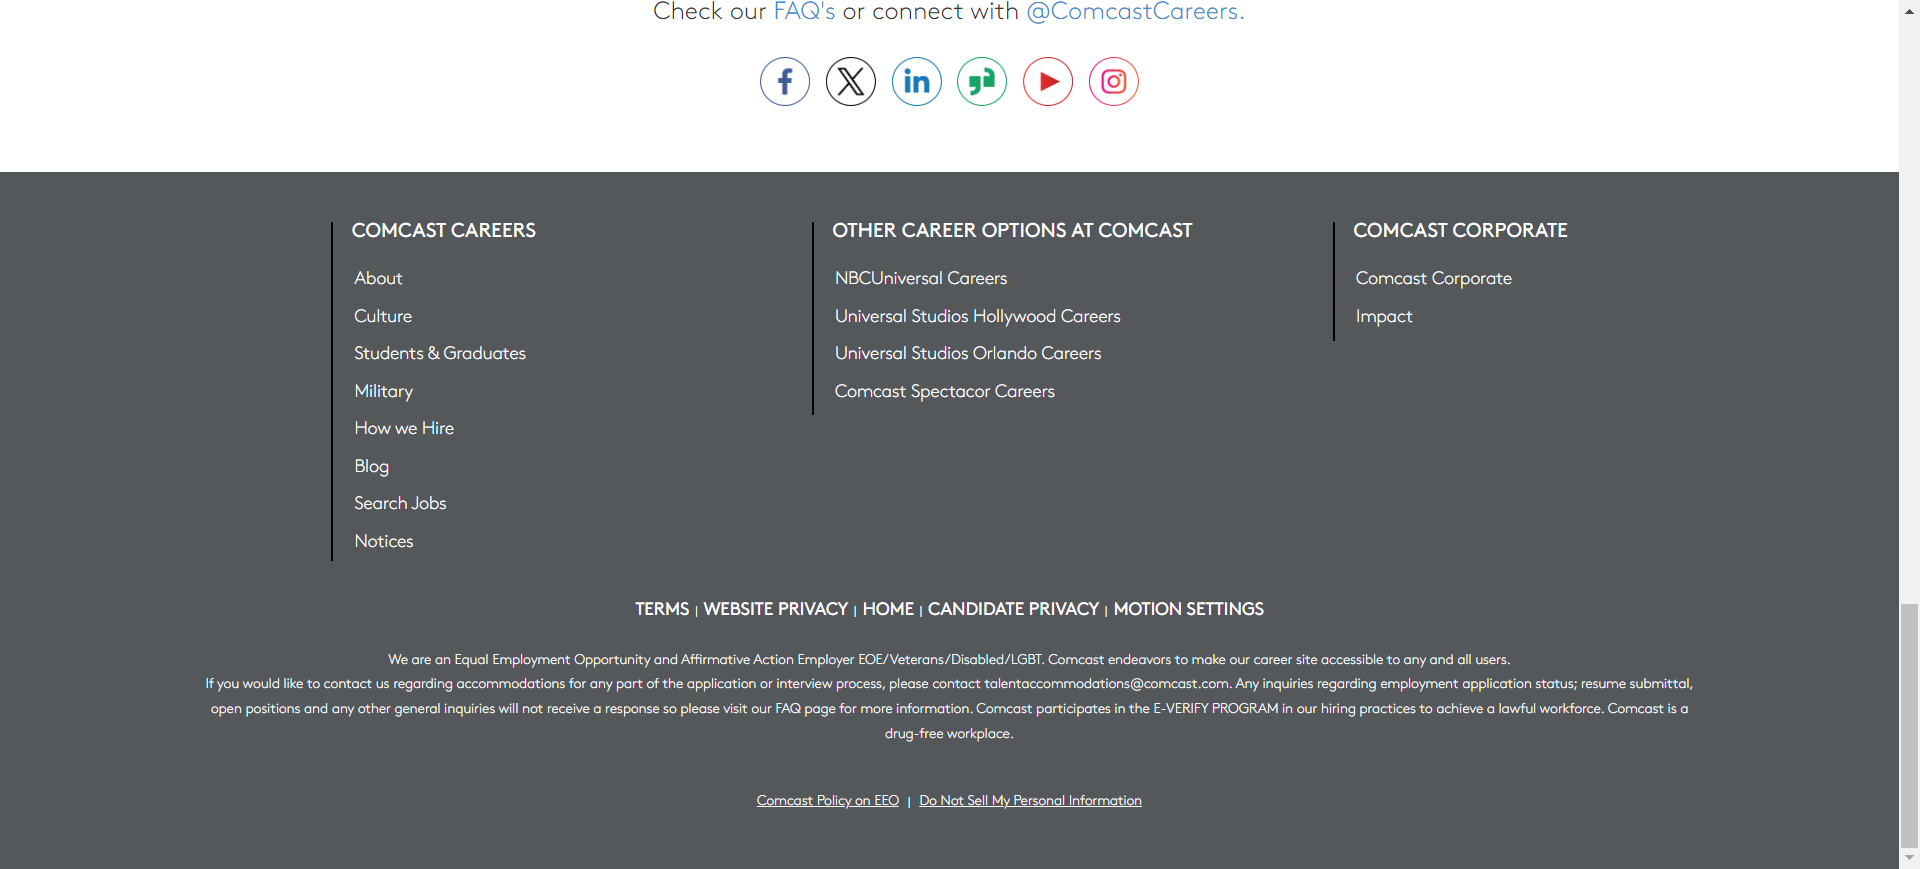 Check our FAQ's or connect with @ComcastCareers.
COMCAST CAREERS
About
Culture
Students & Graduates
Military
How we Hire
Blog
Search Jobs
Notices
OTHER CAREER OPTIONS AT COMCAST
NBCUniversal Careers
Universal Studios Hollywood Careers
Universal Studios Orlando Careers
Comcast Spectacor Careers
COMCAST CORPORATE
Comcast Corporate
Impact
TERMS | WEBSITE PRIVACY | HOME | CANDIDATE PRIVACY | MOTION SETTINGS
We are an Equal Employment Opportunity and Affirmative Action Employer EOE/Veterans/Disabled/LGBT. Comcast endeavors to make our career site accessible to any and all users.
If you would like to contact us regarding accommodations for any part of the application or interview process, please contact talentaccommodations@comcast.com. Any inquiries regarding employment application status; resume submittal,
open positions and any other general inquiries will not receive a response so please visit our FAQ page for more information. Comcast participates in the E-VERIFY PROGRAM in our hiring practices to achieve a lawful workforce. Comcast is a
drug-free workplace.
Comcast Policy on EEO | Do Not Sell My Personal Information